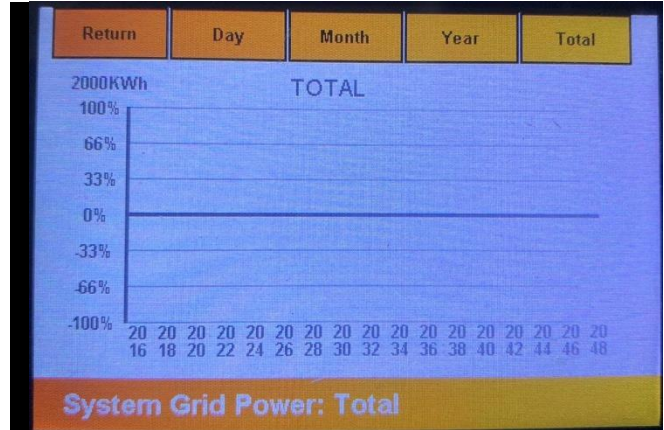 Return Day Month Year Total
2000KWh TOTAL
100%
66%
33%
0%
-33%
-66%
-100%
20 20 20 20 20 20 20 20 20 20 20 20 20 20 20 20 20
16 18 20 22 24 26 28 30 32 34 36 38 40 42 44 46 48
System Grid Power: Total